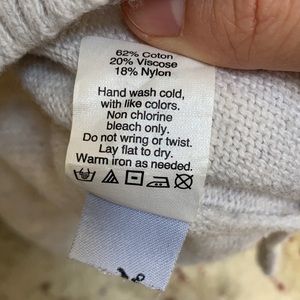 62% Coton
20% Viscose
18% Nylon
Hand wash cold,
with like colors.
Non chlorine
bleach only.
Do not wring or twist.
Lay flat to dry.
Warm iron as needed.